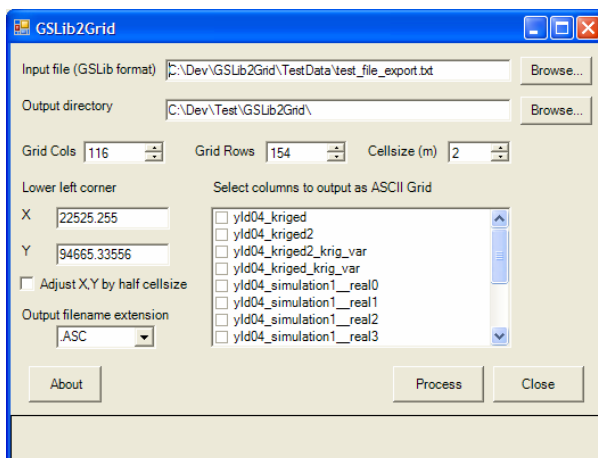 GSLib2Grid
Input file (GSLib format) C:\Dev\GSLib2Grid\TestData\test_file_export.txt Browse...
Output directory C:\Dev\Test\GSLib2Grid\ Browse...
Grid Cols 116 Grid Rows 154 Cellsize (m) 2
Lower left corner Select columns to output as ASCII Grid
X 22525.255
Y 94665.33556
Adjust X,Y by half cellsize
Output filename extension
.ASC
yld04_kriged
yld04_kriged2
yld04_kriged2_krig_var
yld04_kriged_krig_var
yld04_simulation1__real0
yld04_simulation1__real1
yld04_simulation1__real2
yld04_simulation1__real3
About Process Close